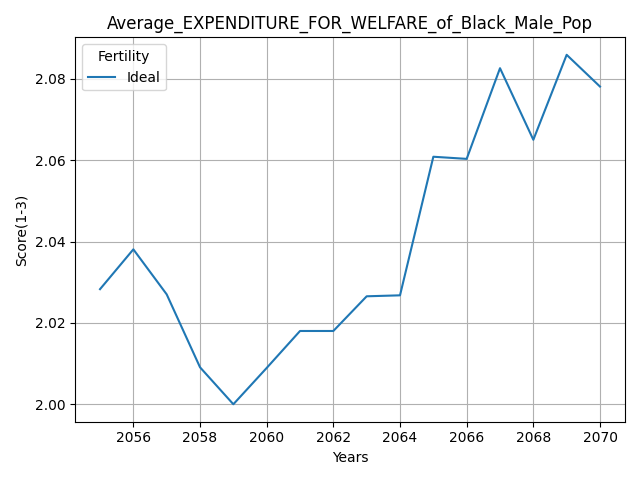 Average_EXPENDITURE_FOR_WELFARE_of_Black_Male_Pop
Fertility
Ideal
2.08
2.06
2.04
2.02
2.00
Score(1-3)
2056 2058 2060 2062 2064 2066 2068 2070
Years